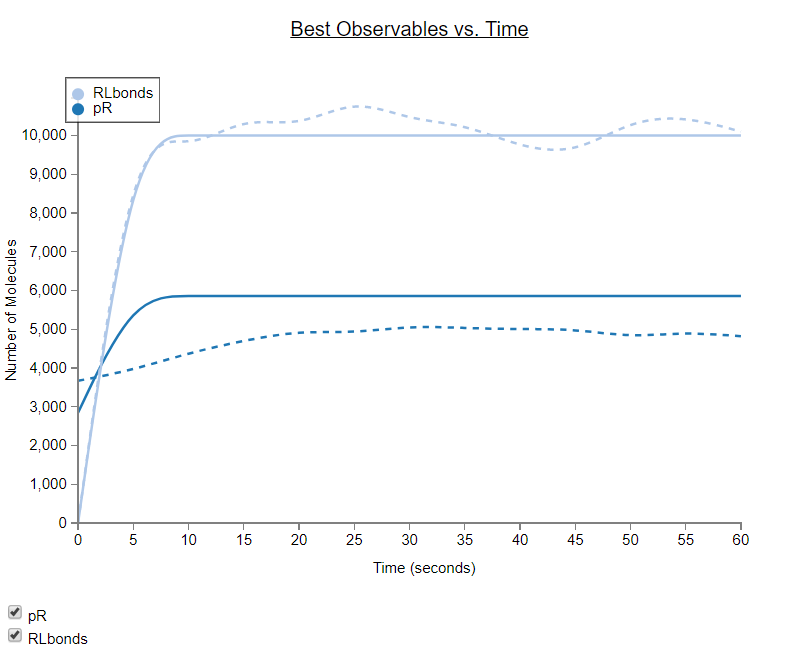 Best Observables vs. Time
RLbonds
pR
10,000
9,000
8,000
7,000
6,000
5,000
4,000
3,000
2,000
1,000
0
Number of Molecules
0 5 10 15 20 25 30 35 40 45 50 55 60
Time (seconds)
pR
RLbonds